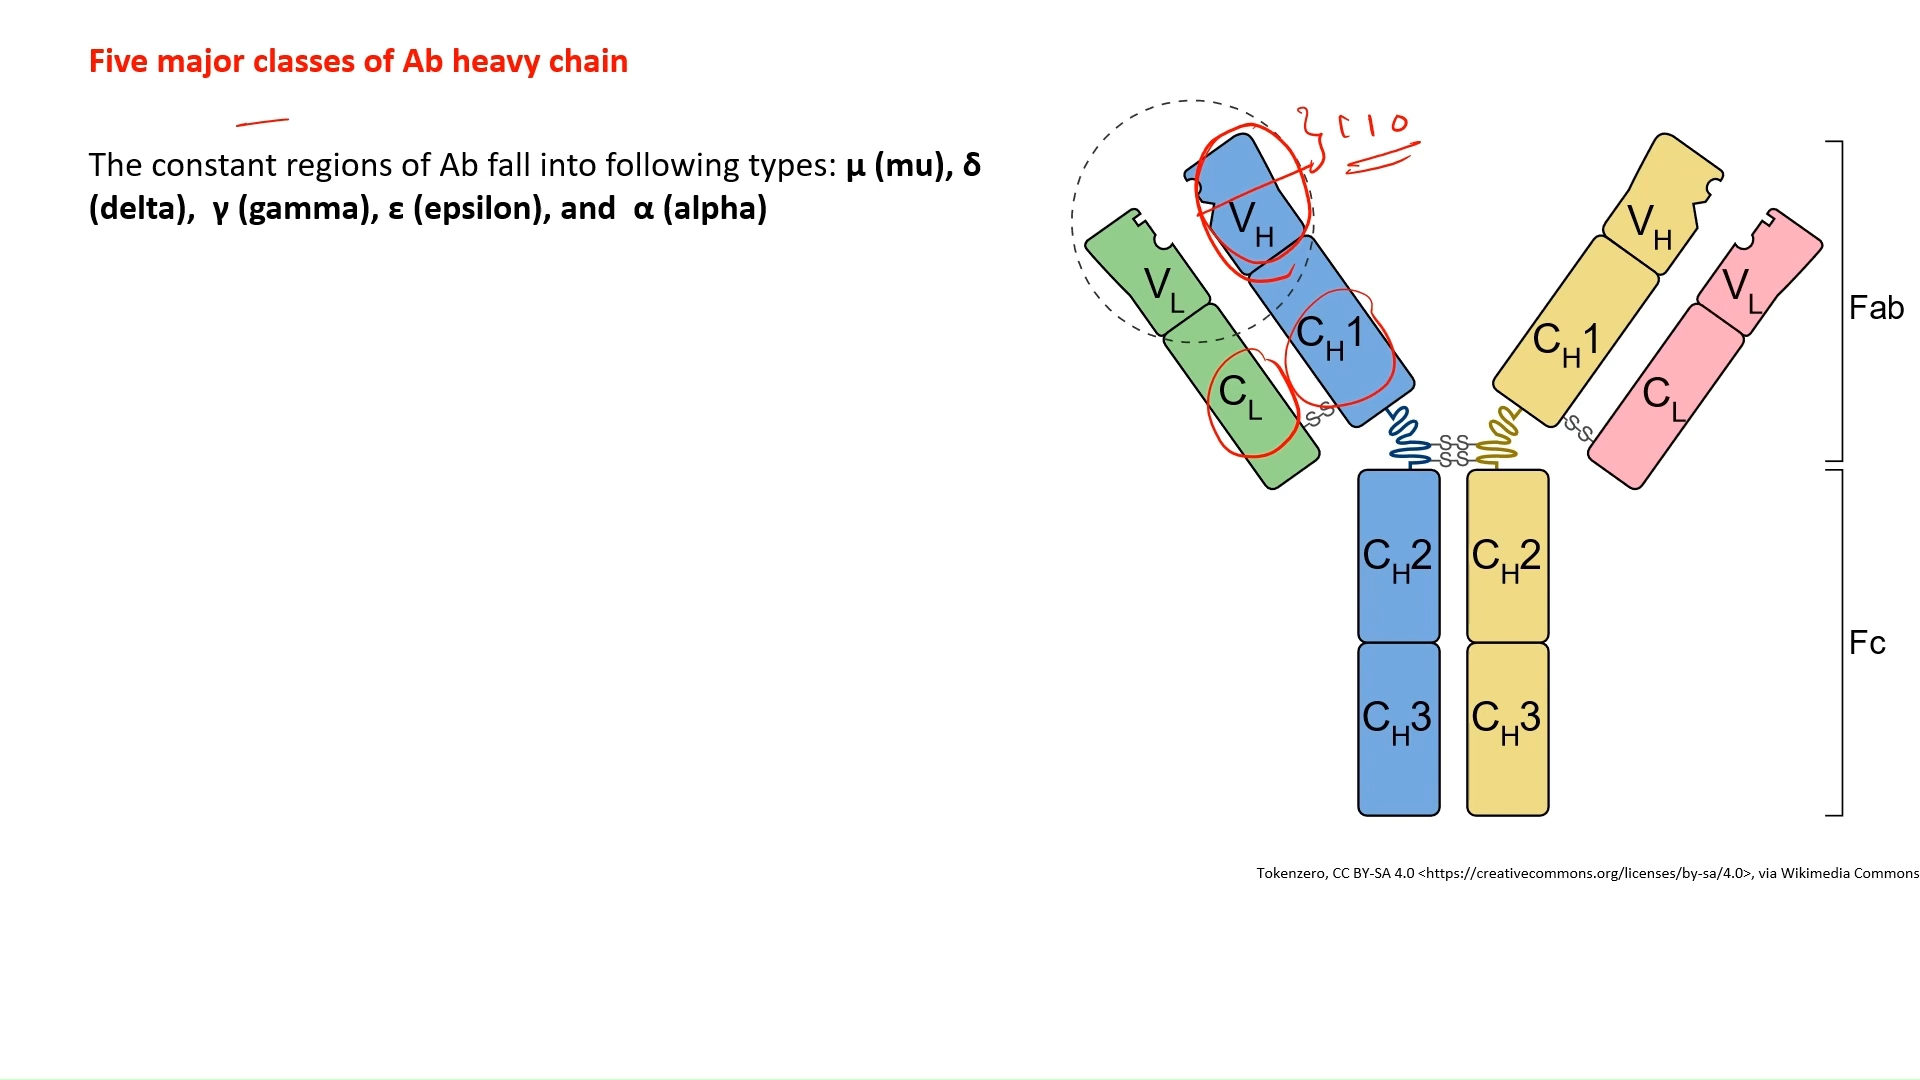 Five major classes of Ab heavy chain
The constant regions of Ab fall into following types: μ (mu), δ
(delta),  γ (gamma), ε (epsilon), and  α (alpha)
110
VH
VH
VL
VL
CH1
CH1
CL
CL
S-S
S-S
S-S
S-S
Fab
CH2
CH2
Fc
CH3
CH3
Tokenzero, CC BY-SA 4.0 <https://creativecommons.org/licenses/by-sa/4.0>, via Wikimedia Commons